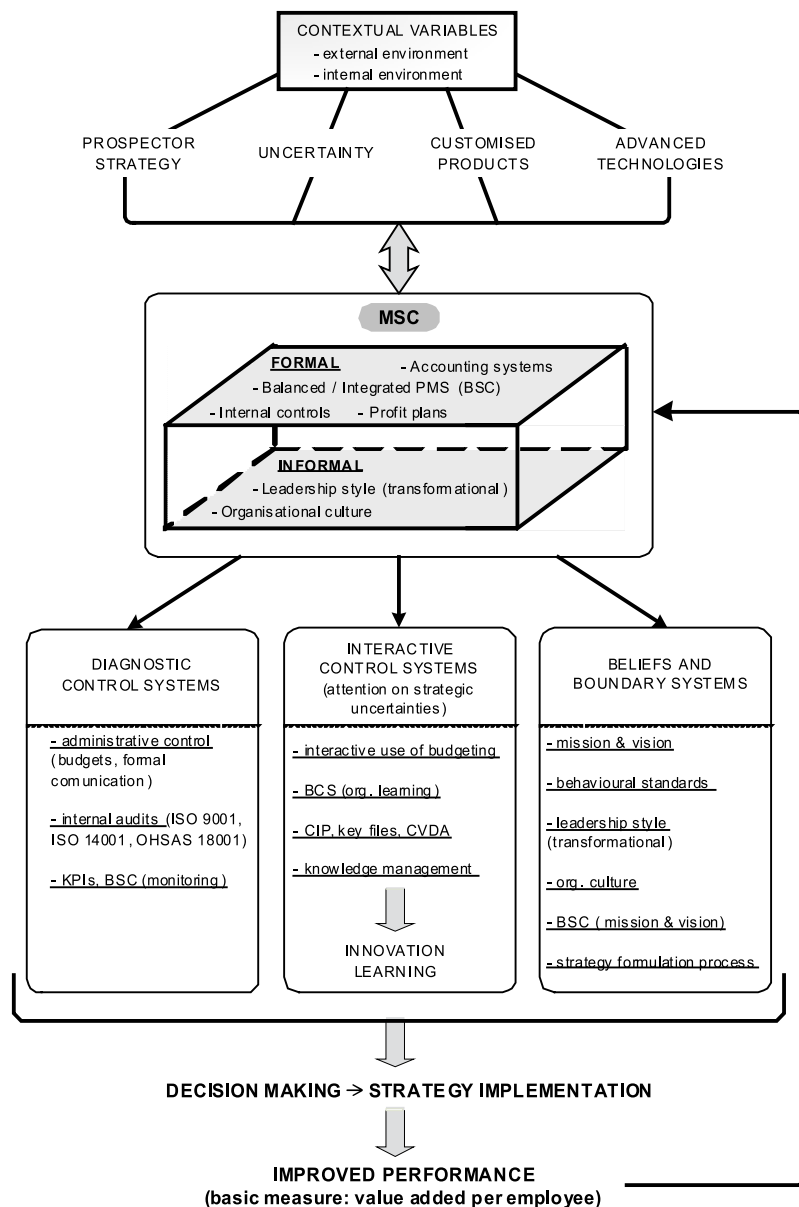 CONTEXTUAL VARIABLES
- external environment
- internal environment
PROSPECTOR
STRATEGY
UNCERTAINTY
CUSTOMISED
PRODUCTS
ADVANCED
TECHNOLOGIES
MSC
FORMAL
- Accounting systems
- Balanced / Integrated PMS (BSC)
- Internal controls
- Profit plans
INFORMAL
- Leadership style (transformational)
- Organisational culture
DIAGNOSTIC
CONTROL SYSTEMS
- administrative control
(budgets, formal
comunication)
- internal audits (ISO 9001,
ISO 14001, OHSAS 18001)
- KPIs, BSC (monitoring)
INTERACTIVE
CONTROL SYSTEMS
(attention on strategic
uncertainties)
- interactive use of budgeting
- BCS (org. learning)
- CIP, key files, CVDA
- knowledge management
INNOVATION
LEARNING
BELIEFS AND
BOUNDARY SYSTEMS
- mission & vision
- behavioural standards
- leadership style
(transformational)
- org. culture
- BSC ( mission & vision)
- strategy formulation process
DECISION MAKING → STRATEGY IMPLEMENTATION
IMPROVED PERFORMANCE
(basic measure: value added per employee)